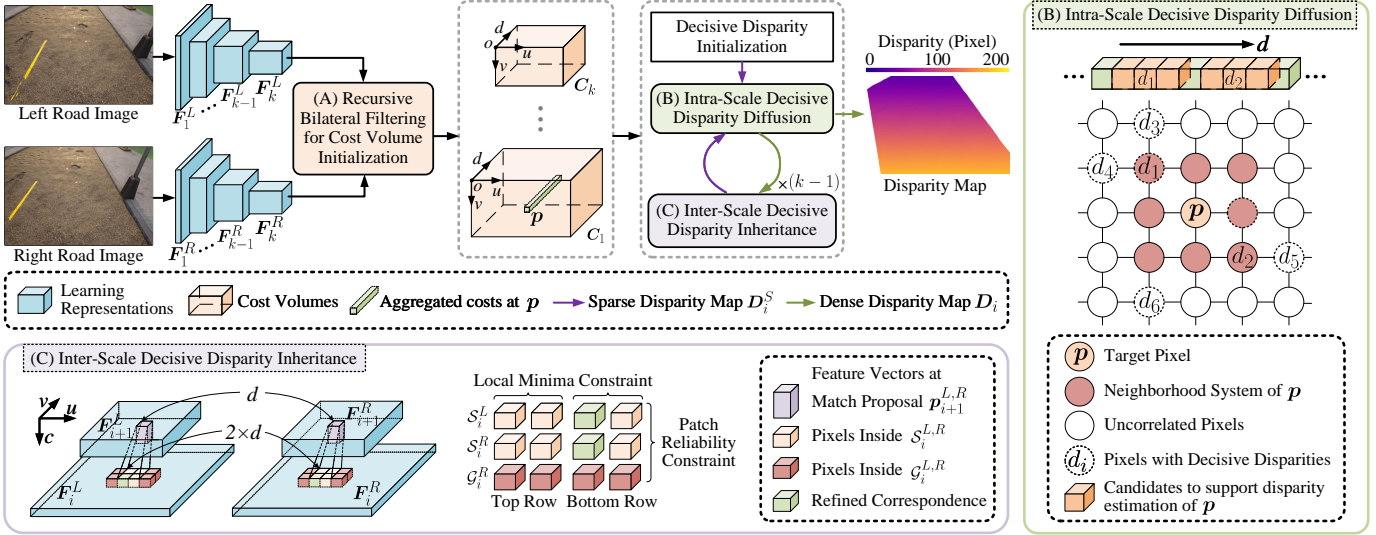 Left Road Image
Right Road Image
F_1^L
F_{k-1}^L
F_k^L
F_1^R
F_{k-1}^R
F_k^R
(A) Recursive
Bilateral Filtering
for Cost Volume
Initialization
d
o
u
v
C_k
d
o
u
v
p
C_1
Decisive Disparity
Initialization
(B) Intra-Scale Decisive
Disparity Diffusion
×(k − 1)
(C) Inter-Scale Decisive
Disparity Inheritance
Disparity (Pixel)
0 100 200
Disparity Map
Learning
Representations
Cost Volumes
Aggregated costs at p
Sparse Disparity Map D_i^S
Dense Disparity Map D_i
(C) Inter-Scale Decisive Disparity Inheritance
v
u
c
d
F_{i+1}^L
F_{i+1}^R
2×d
F_i^L
F_i^R
Local Minima Constraint
S_i^L
S_i^R
G_i^R
Top Row Bottom Row
Patch
Reliability
Constraint
Feature Vectors at
Match Proposal p_{i+1}^{L,R}
Pixels Inside S_i^{L,R}
Pixels Inside G_i^{L,R}
Refined Correspondence
(B) Intra-Scale Decisive Disparity Diffusion
d
d_1 d_2
d_3
d_4 d_1
p
d_2 d_5
d_6
p Target Pixel
Neighborhood System of p
Uncorrelated Pixels
d_i Pixels with Decisive Disparities
Candidates to support disparity
estimation of p